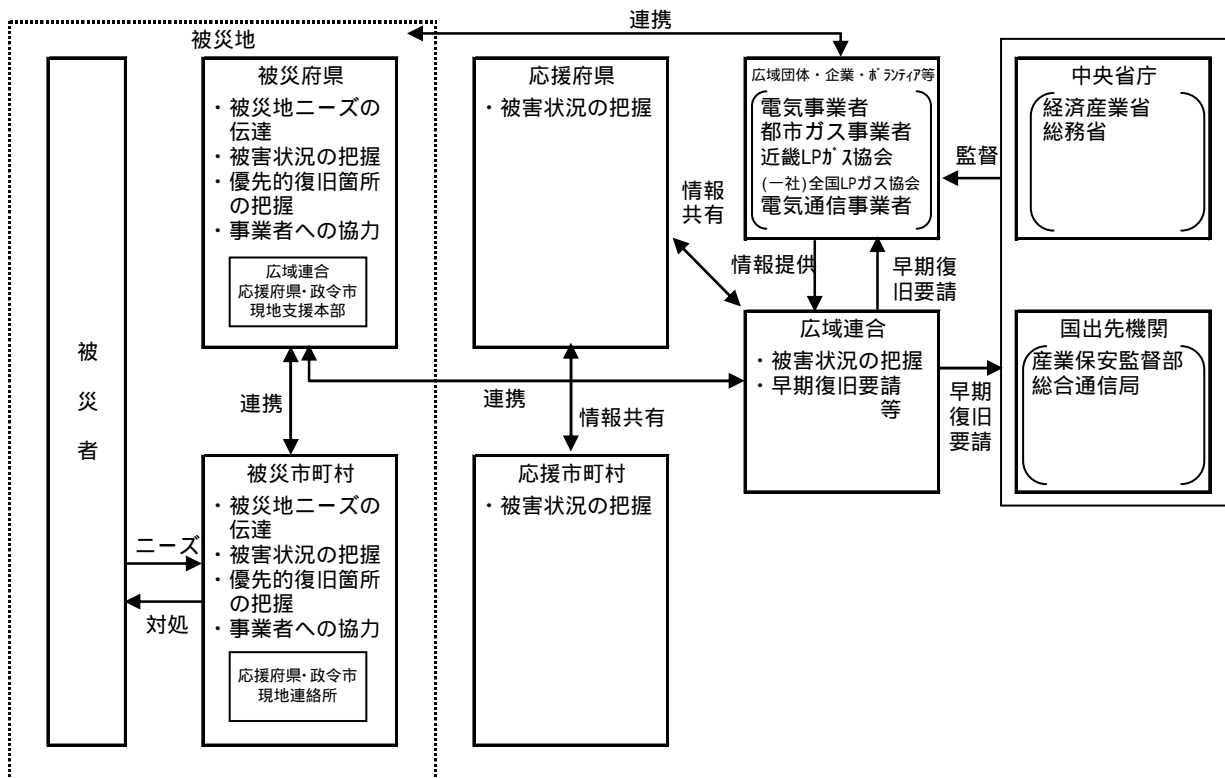 連携
被災地
被災者
被災府県
・被災地ニーズの
伝達
・被害状況の把握
・優先的復旧箇所
の把握
・事業者への協力
広域連合
応援府県・政令市
現地支援本部
連携
被災市町村
・被災地ニーズの
伝達
・被害状況の把握
・優先的復旧箇所
の把握
・事業者への協力
応援府県・政令市
現地連絡所
ニーズ
対処
応援府県
・被害状況の把握
情報
共有
連携
情報共有
応援市町村
・被害状況の把握
広域団体・企業・ﾎﾞﾗﾝﾃｨｱ等
電気事業者
都市ガス事業者
近畿LPｶﾞｽ協会
(一社)全国LPガス協会
電気通信事業者
監督
情報提供
早期復
旧要請
広域連合
・被害状況の把握
・早期復旧要請
等
早期
復旧
要請
中央省庁
経済産業省
総務省
国出先機関
産業保安監督部
総合通信局